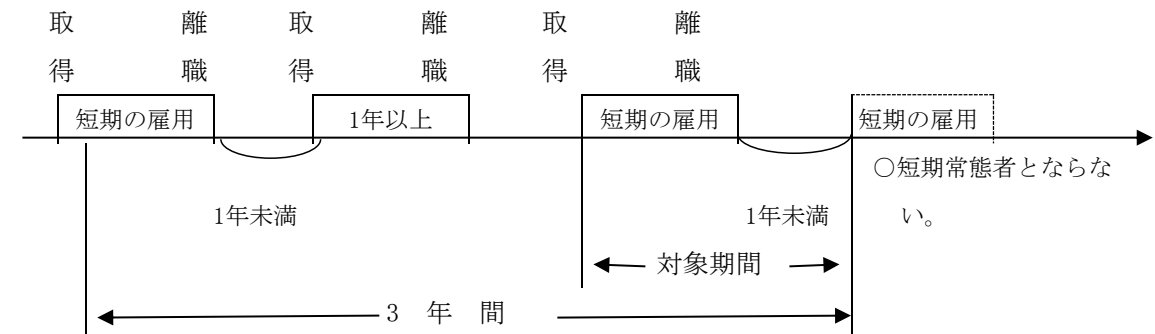 取 離 取 離 取 離
得 職 得 職 得 職
短期の雇用 1年以上 短期の雇用 短期の雇用
○短期常態者とならな
い。
1年未満 1年未満
対象期間
3 年 間